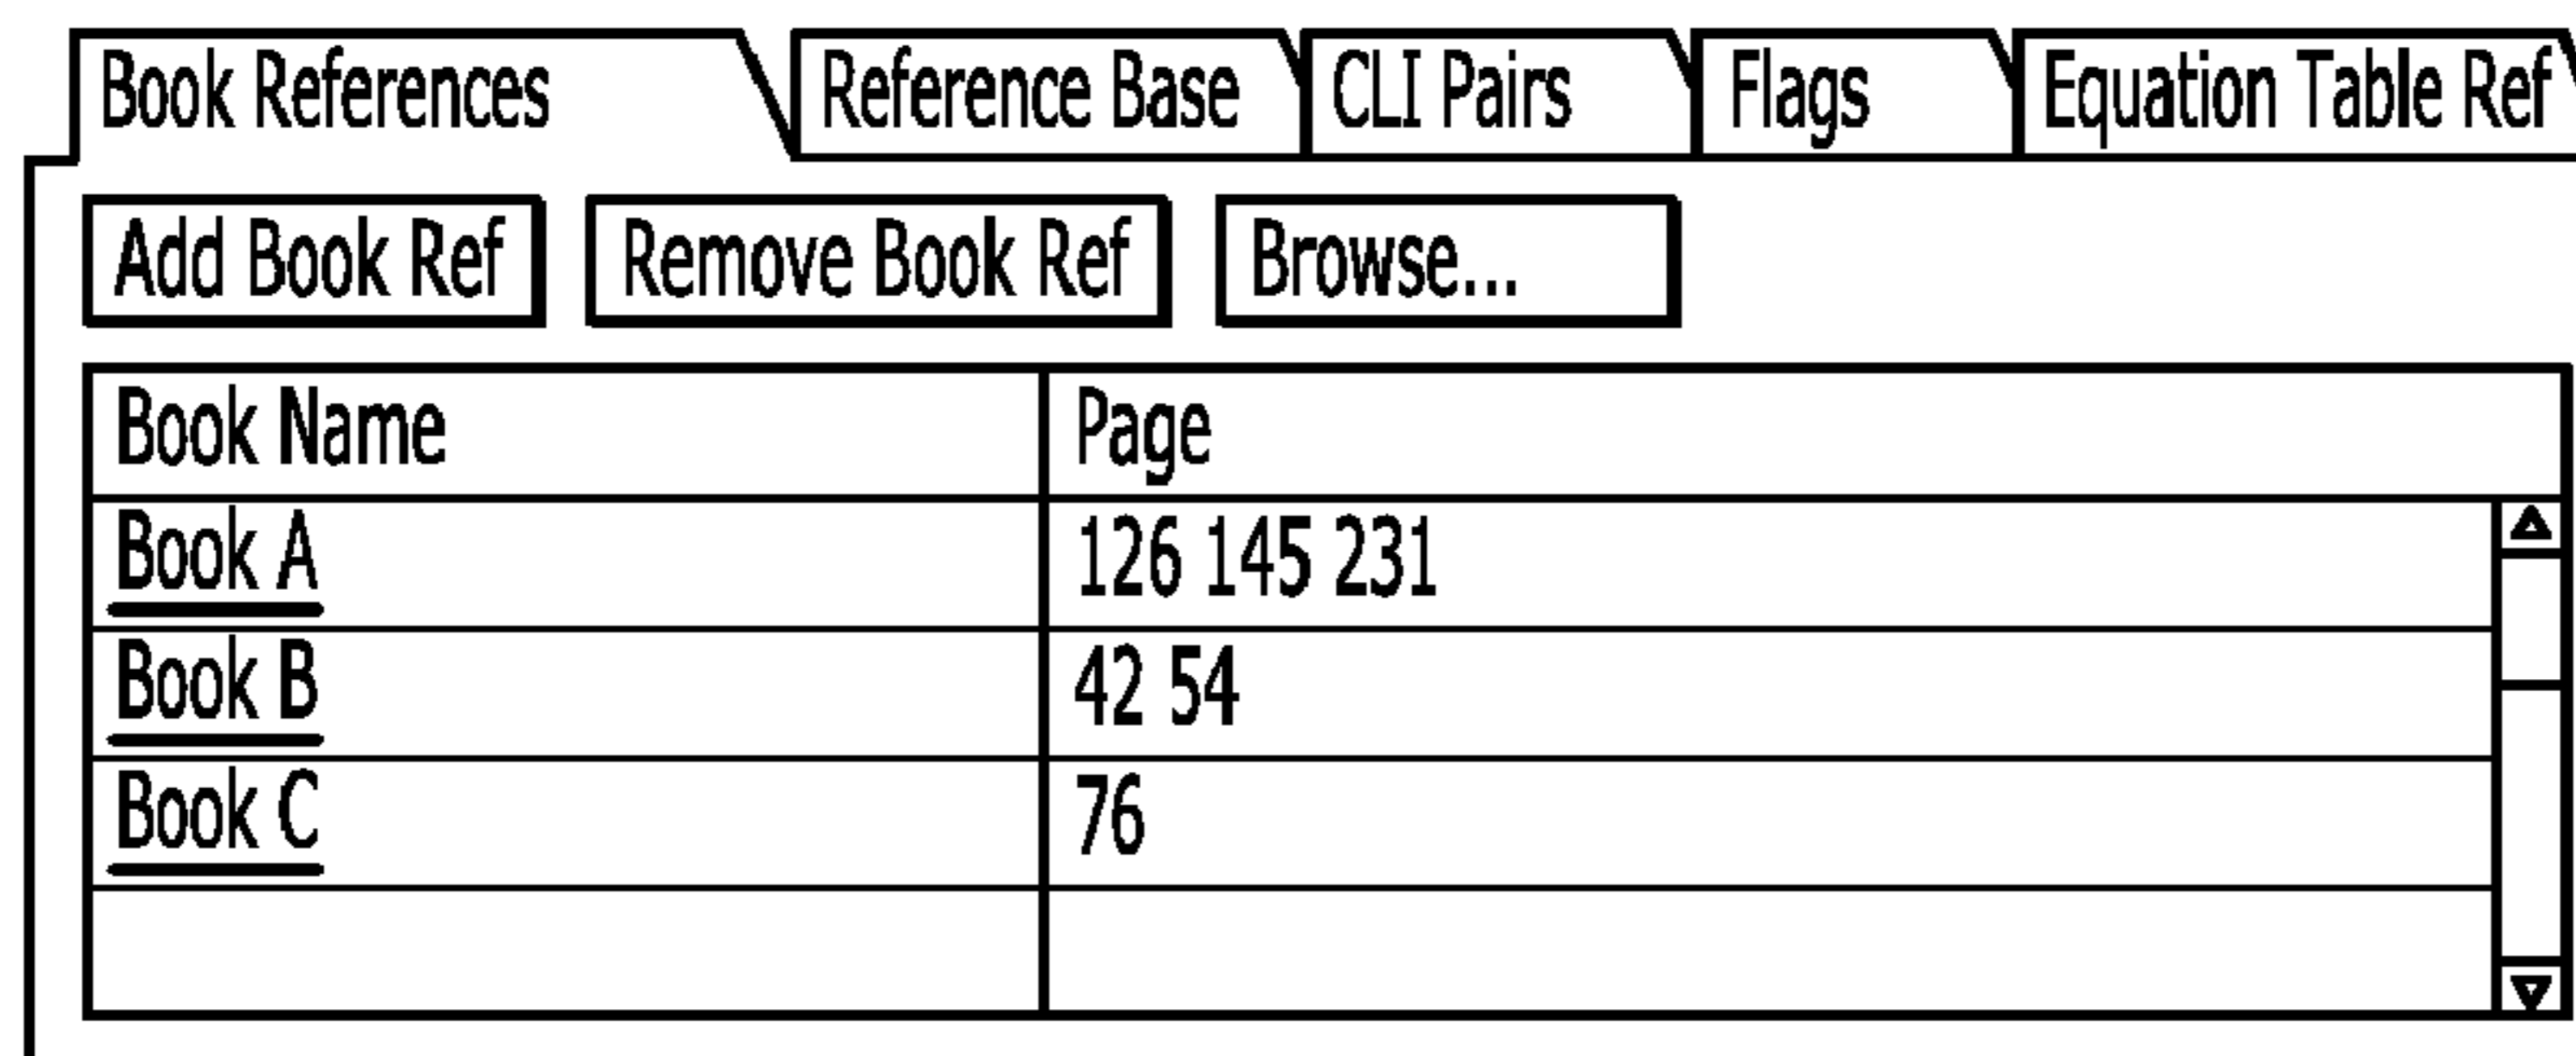 Book References Reference Base CLI Pairs Flags Equation Table Ref
Add Book Ref Remove Book Ref Browse...
Book Name Page
Book A 126 145 231
Book B 42 54
Book C 76